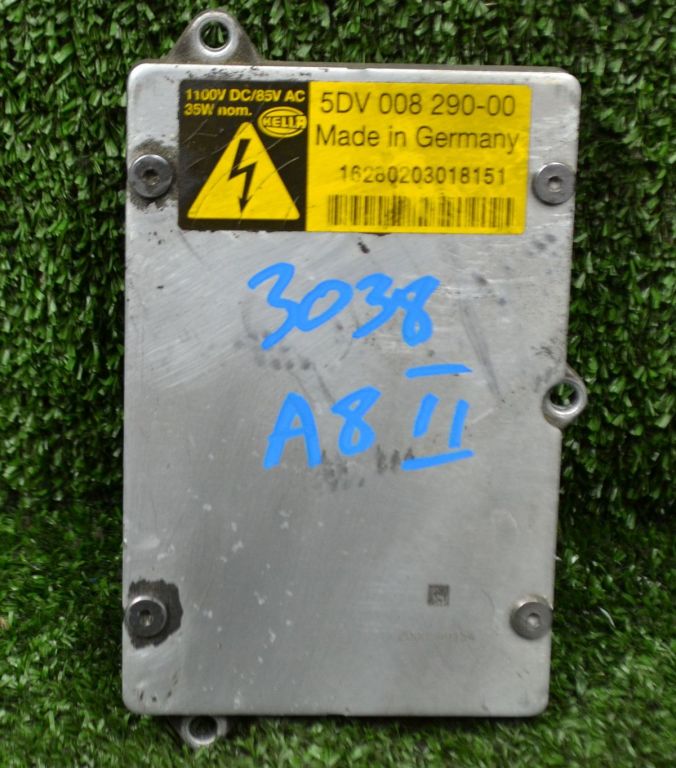 1100V DC/85V AC
35W nom.
HELLA
5DV 008 290-00
Made in Germany
16280203018151
3038
A8 II